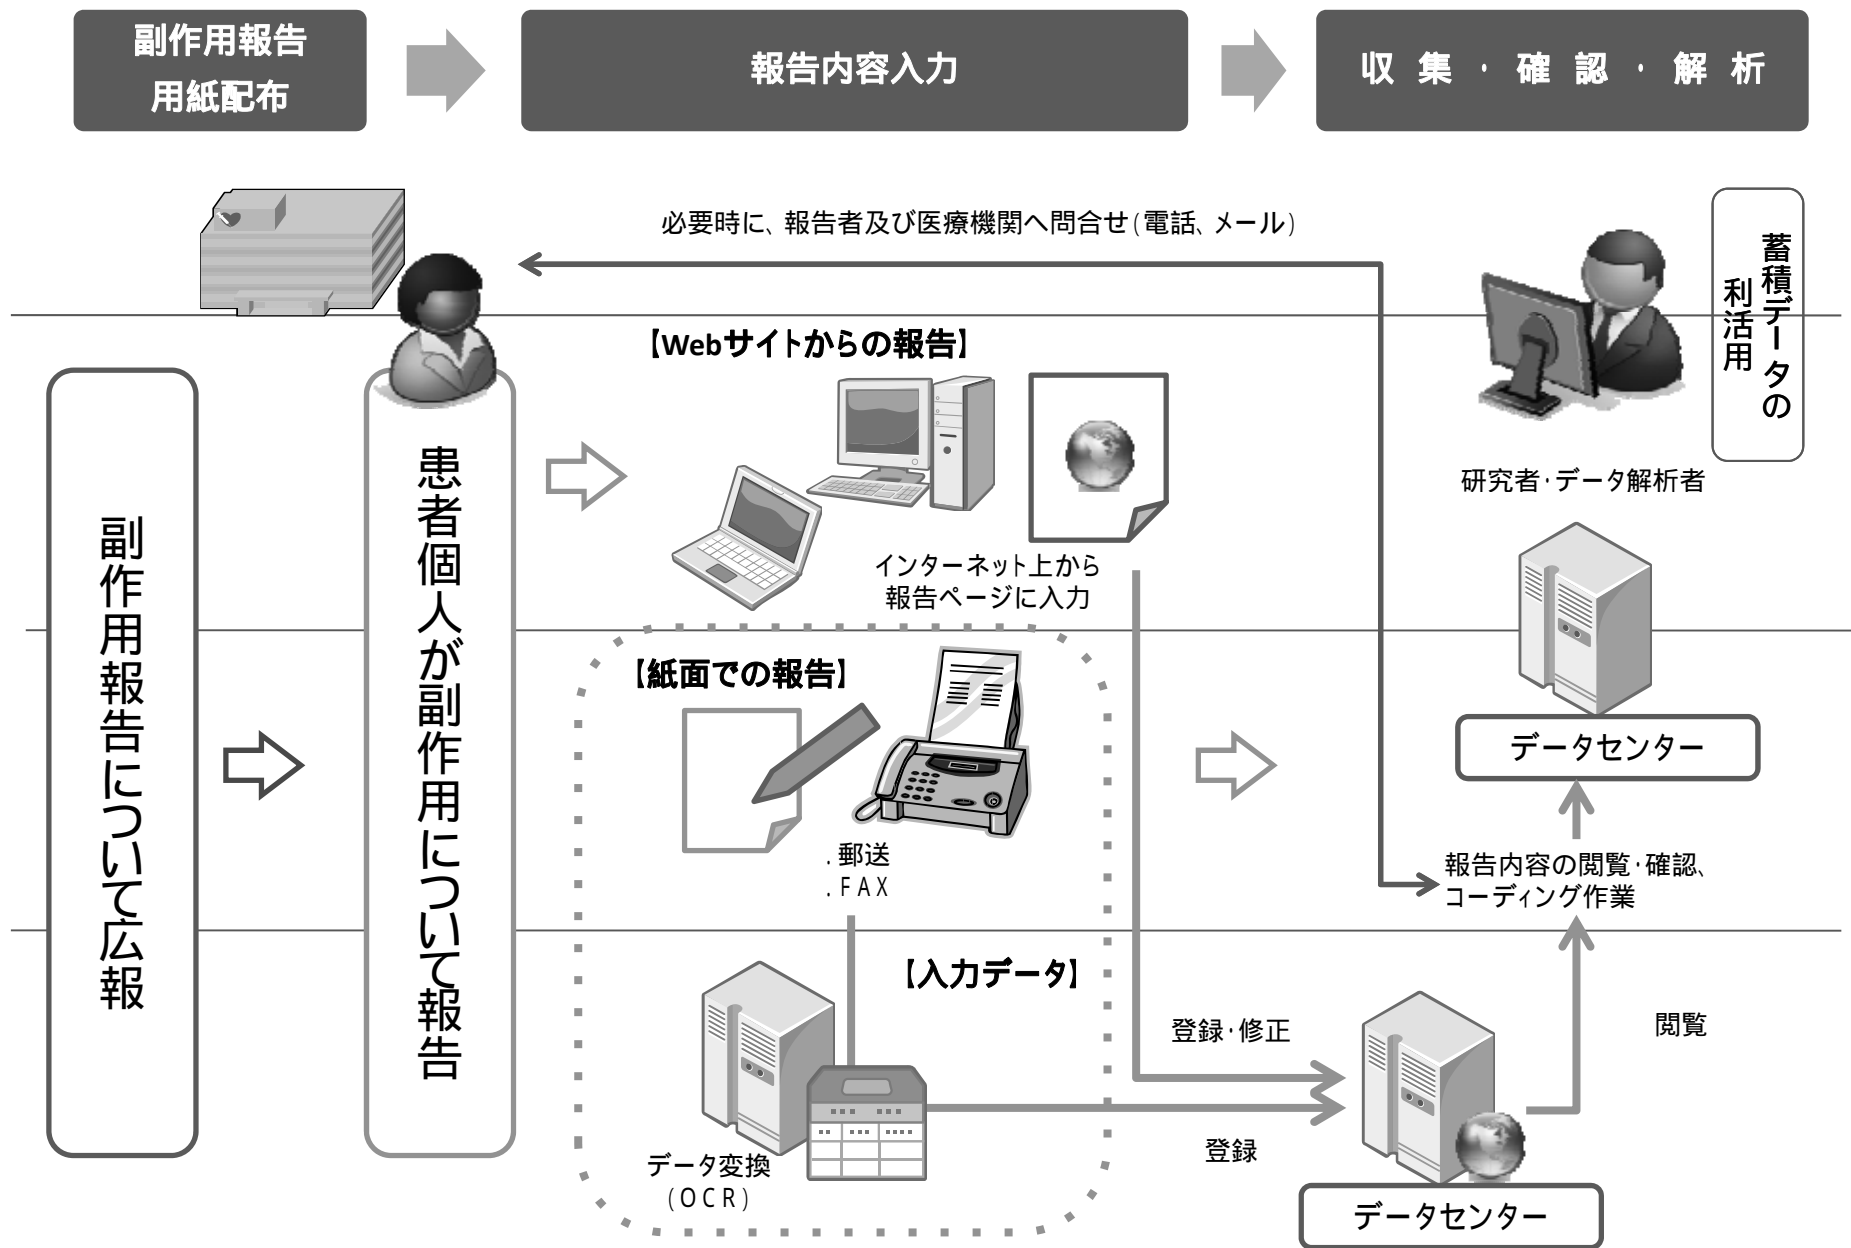 副作用報告
用紙配布
報告内容入力
収集・確認・解析
必要時に、報告者及び医療機関へ問合せ(電話、メール)
蓄積データの
利活用
【Webサイトからの報告】
研究者・データ解析者
インターネット上から
報告ページに入力
副作用報告について広報
患者個人が副作用について報告
【紙面での報告】
データセンター
.郵送
.FAX
報告内容の閲覧・確認、
コーディング作業
【入力データ】
登録・修正
閲覧
データ変換
(OCR)
登録
データセンター